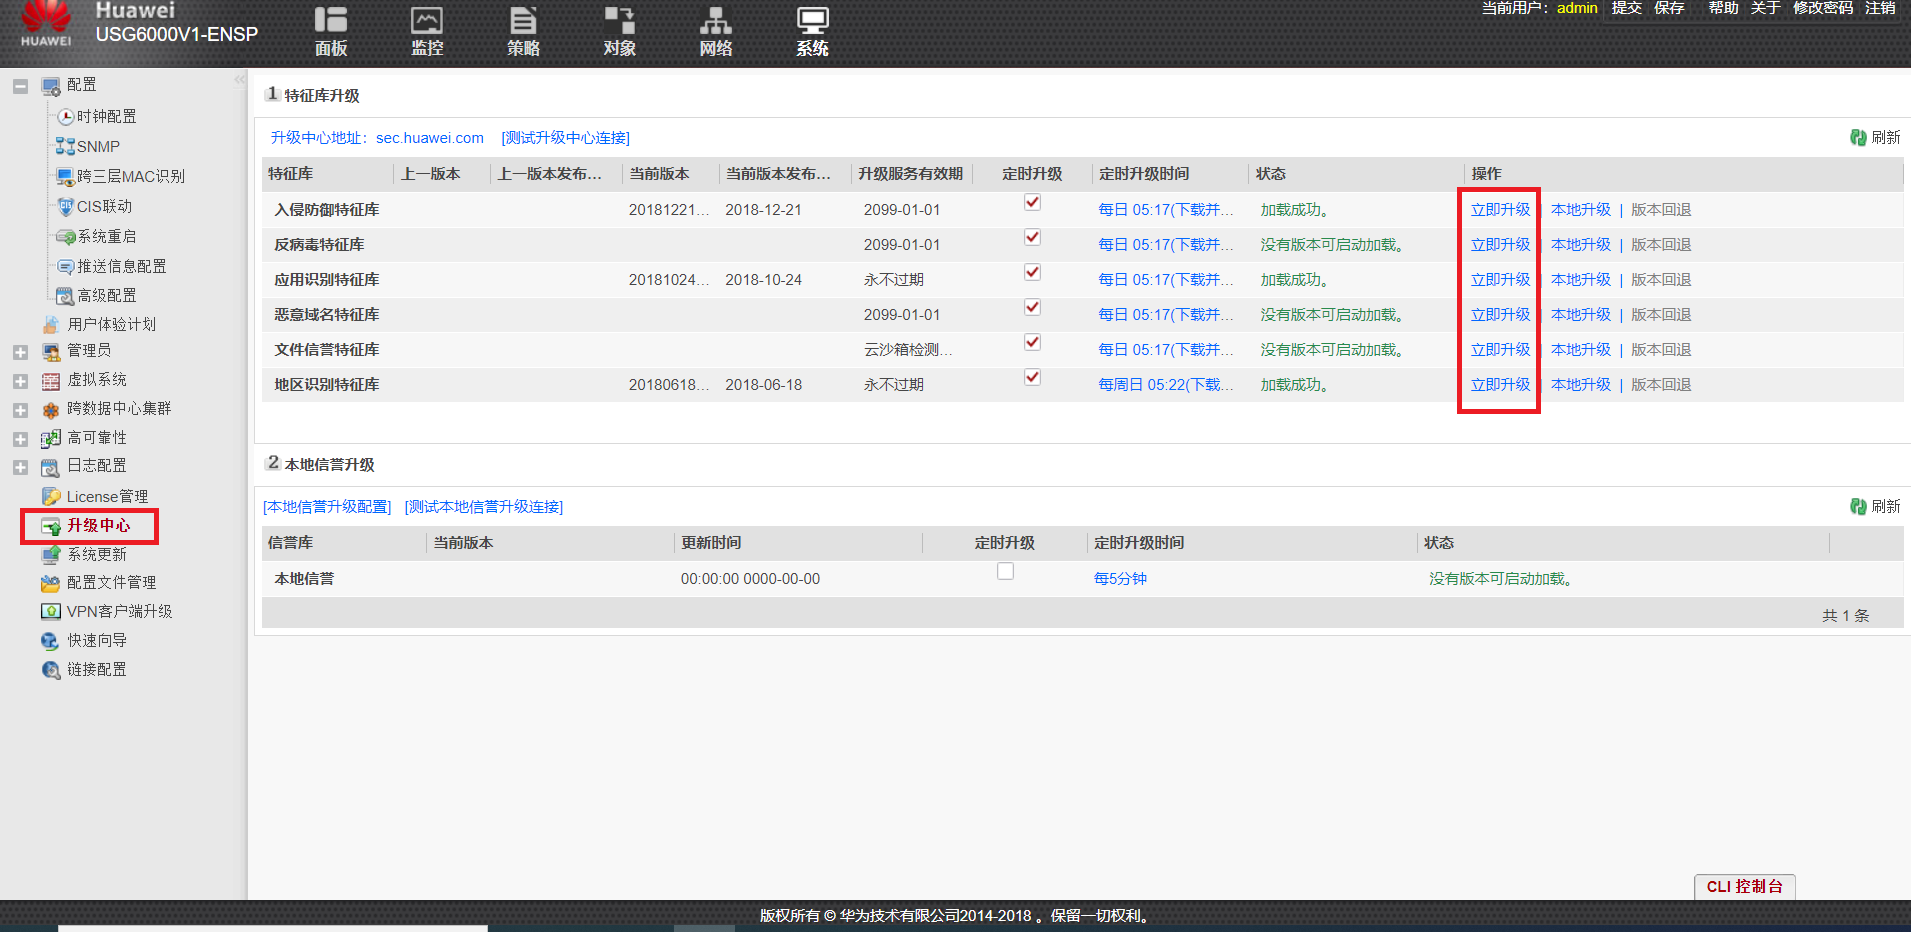 HUAWEI
Huawei
USG6000V1-ENSP
面板
监控
策略
对象
网络
系统
当前用户: admin 提交 保存 帮助 关于 修改密码 注销
配置
时钟配置
SNMP
跨三层MAC识别
CIS联动
系统重启
推送信息配置
高级配置
用户体验计划
管理员
虚拟系统
跨数据中心集群
高可靠性
日志配置
License管理
升级中心
系统更新
配置文件管理
VPN客户端升级
快速向导
链接配置
1 特征库升级
升级中心地址: sec.huawei.com [测试升级中心连接] 刷新
特征库 上一版本 上一版本发布... 当前版本 当前版本发布... 升级服务有效期 定时升级 定时升级时间 状态 操作
入侵防御特征库 20181221... 2018-12-21 2099-01-01 每日 05:17(下载并... 加载成功。 立即升级 | 本地升级 | 版本回退
反病毒特征库 2099-01-01 每日 05:17(下载并... 没有版本可启动加载。 立即升级 | 本地升级 | 版本回退
应用识别特征库 20181024... 2018-10-24 永不过期 每日 05:17(下载并... 加载成功。 立即升级 | 本地升级 | 版本回退
恶意域名特征库 2099-01-01 每日 05:17(下载并... 没有版本可启动加载。 立即升级 | 本地升级 | 版本回退
文件信誉特征库 云沙箱检测... 每日 05:17(下载并... 没有版本可启动加载。 立即升级 | 本地升级 | 版本回退
地区识别特征库 20180618... 2018-06-18 永不过期 每周日 05:22(下载... 加载成功。 立即升级 | 本地升级 | 版本回退
2 本地信誉升级
[本地信誉升级配置] [测试本地信誉升级连接] 刷新
信誉库 当前版本 更新时间 定时升级 定时升级时间 状态
本地信誉 00:00:00 0000-00-00 每5分钟 没有版本可启动加载。
共 1 条
CLI 控制台
版权所有 © 华为技术有限公司2014-2018 。保留一切权利。